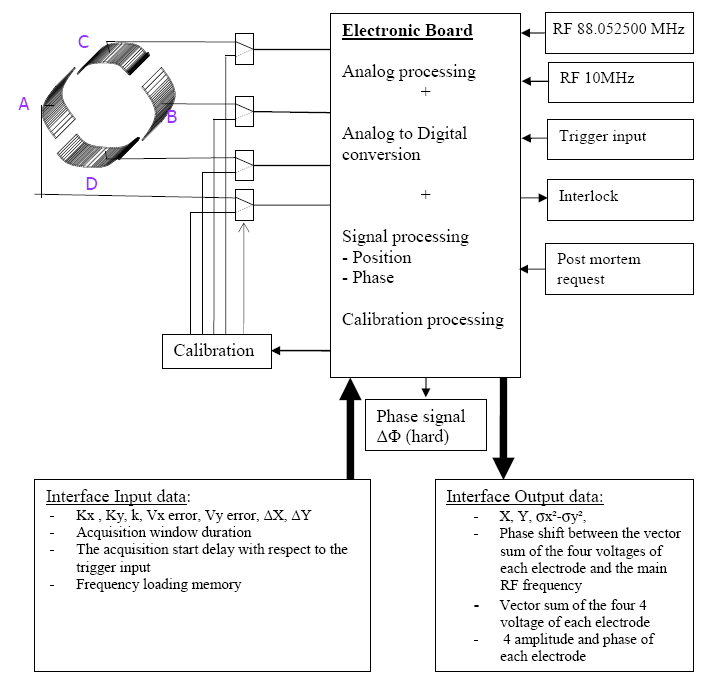 C
A
B
D
Electronic Board
Analog processing
+
Analog to Digital
conversion
+
Signal processing
- Position
- Phase
Calibration processing
RF 88.052500 MHz
RF 10MHz
Trigger input
Interlock
Post mortem
request
Calibration
Phase signal
ΔΦ (hard)
Interface Input data:
- Kx , Ky, k, Vx error, Vy error, ΔX, ΔY
- Acquisition window duration
- The acquisition start delay with respect to the
trigger input
- Frequency loading memory
Interface Output data:
- X, Y, σx²-σy²,
- Phase shift between the vector
sum of the four voltages of
each electrode and the main
RF frequency
- Vector sum of the four 4
voltage of each electrode
- 4 amplitude and phase of
each electrode